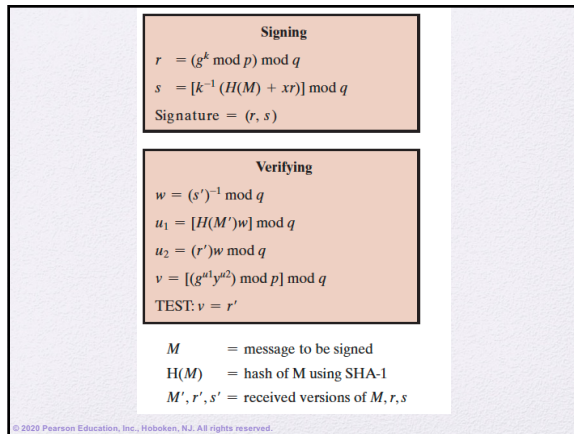 Signing
r = (g^k mod p) mod q
s = [k^–1 (H(M) + xr)] mod q
Signature = (r, s)
Verifying
w = (s′)^–1 mod q
u₁ = [H(M′)w] mod q
u₂ = (r′)w mod q
v = [(g^u1 y^u2) mod p] mod q
TEST: v = r′
M = message to be signed
H(M) = hash of M using SHA-1
M′, r′, s′ = received versions of M, r, s
© 2020 Pearson Education, Inc., Hoboken, NJ. All rights reserved.